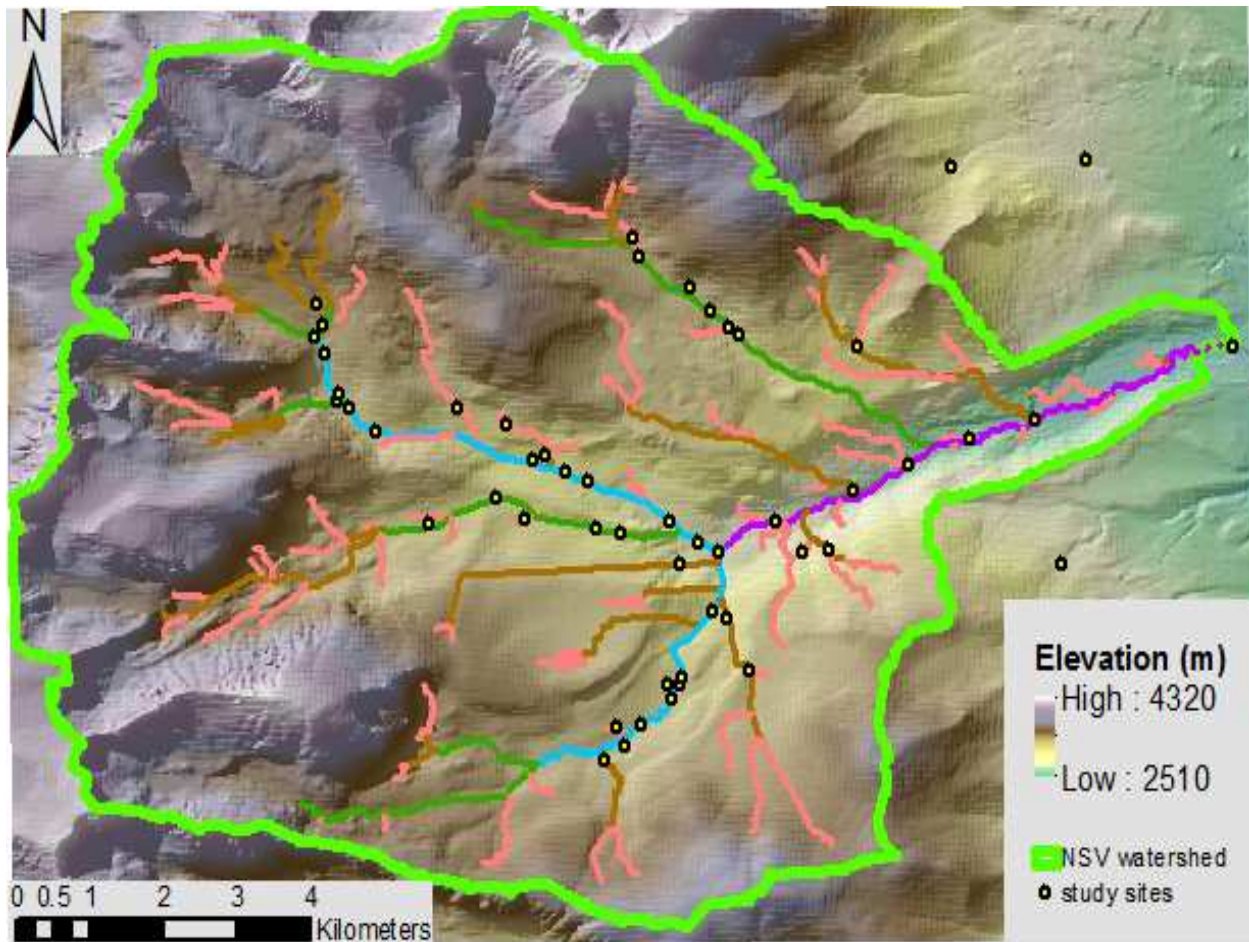 N
Elevation (m)
High : 4320
Low : 2510
NSV watershed
study sites
0 0.5 1 2 3 4
Kilometers